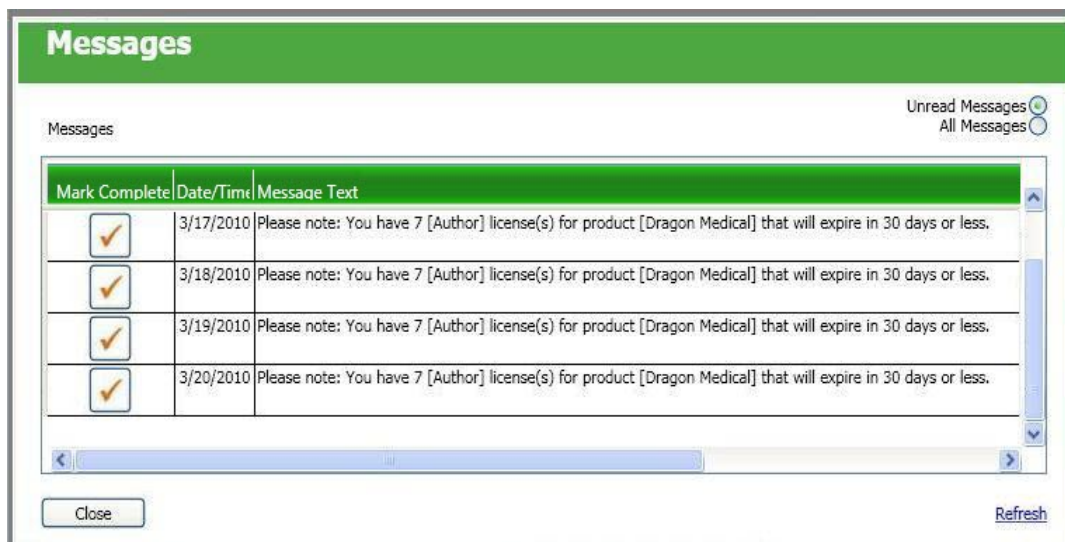 Messages
Unread Messages
All Messages
Messages
Mark Complete Date/Time Message Text
3/17/2010 Please note: You have 7 [Author] license(s) for product [Dragon Medical] that will expire in 30 days or less.
3/18/2010 Please note: You have 7 [Author] license(s) for product [Dragon Medical] that will expire in 30 days or less.
3/19/2010 Please note: You have 7 [Author] license(s) for product [Dragon Medical] that will expire in 30 days or less.
3/20/2010 Please note: You have 7 [Author] license(s) for product [Dragon Medical] that will expire in 30 days or less.
Close
Refresh